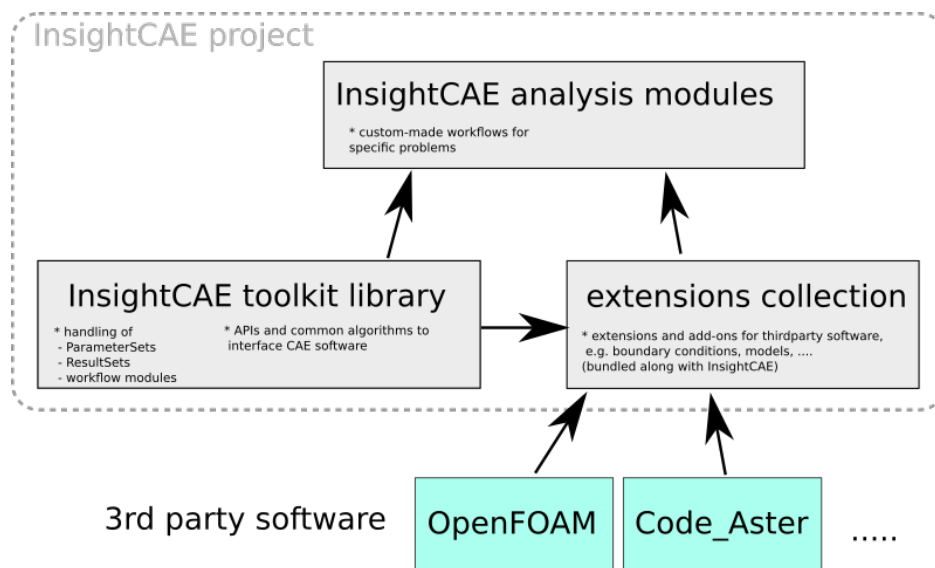 InsightCAE project
InsightCAE analysis modules
* custom-made workflows for
specific problems
InsightCAE toolkit library
* handling of
- ParameterSets
- ResultSets
- workflow modules
* APIs and common algorithms to
interface CAE software
extensions collection
* extensions and add-ons for thirdparty software,
e.g. boundary conditions, models, ....
(bundled along with InsightCAE)
3rd party software
OpenFOAM
Code_Aster
.....